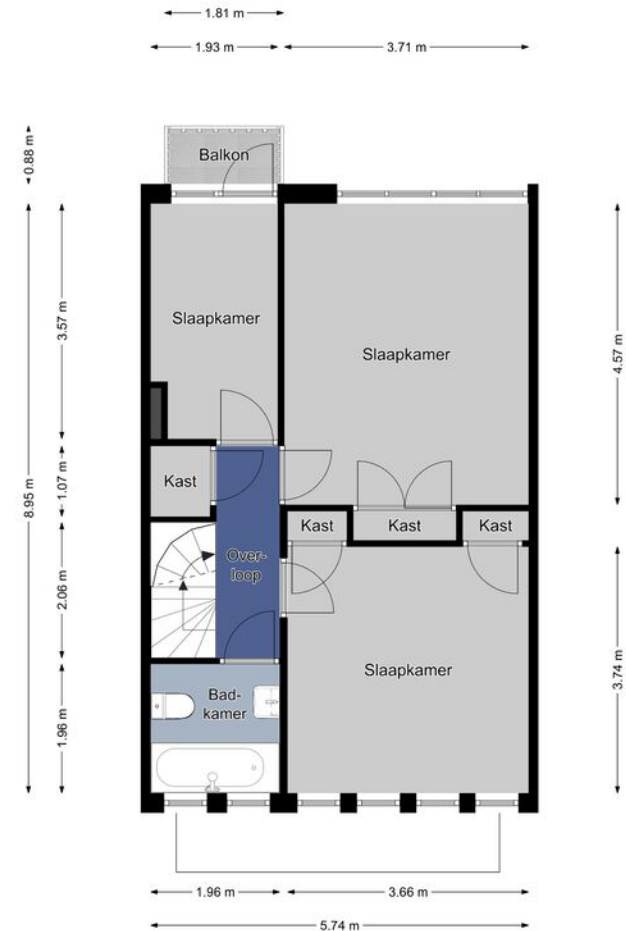 1.81 m
1.93 m
3.71 m
0.88 m
Balkon
3.57 m
Slaapkamer
4.57 m
Slaapkamer
8.95 m
1.07 m
Kast
Kast
Kast
Kast
2.06 m
Over-
loop
Slaapkamer
3.74 m
1.96 m
Bad-
kamer
1.96 m
3.66 m
5.74 m